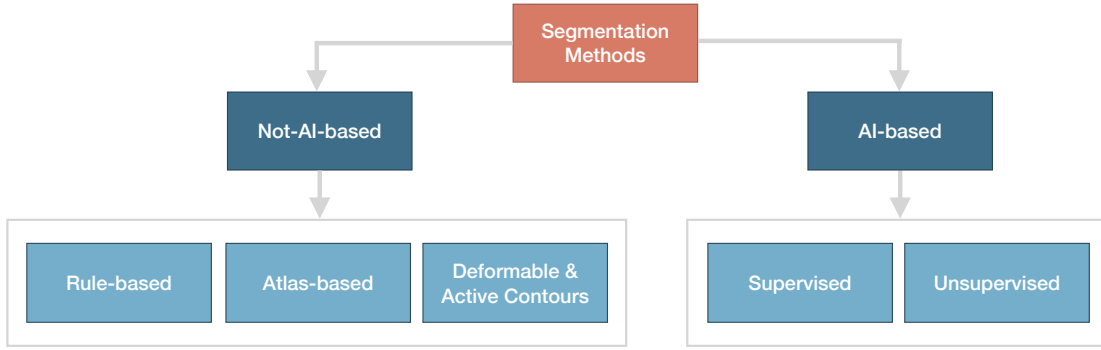 Segmentation
Methods
Not-AI-based
AI-based
Rule-based
Atlas-based
Deformable &
Active Contours
Supervised
Unsupervised